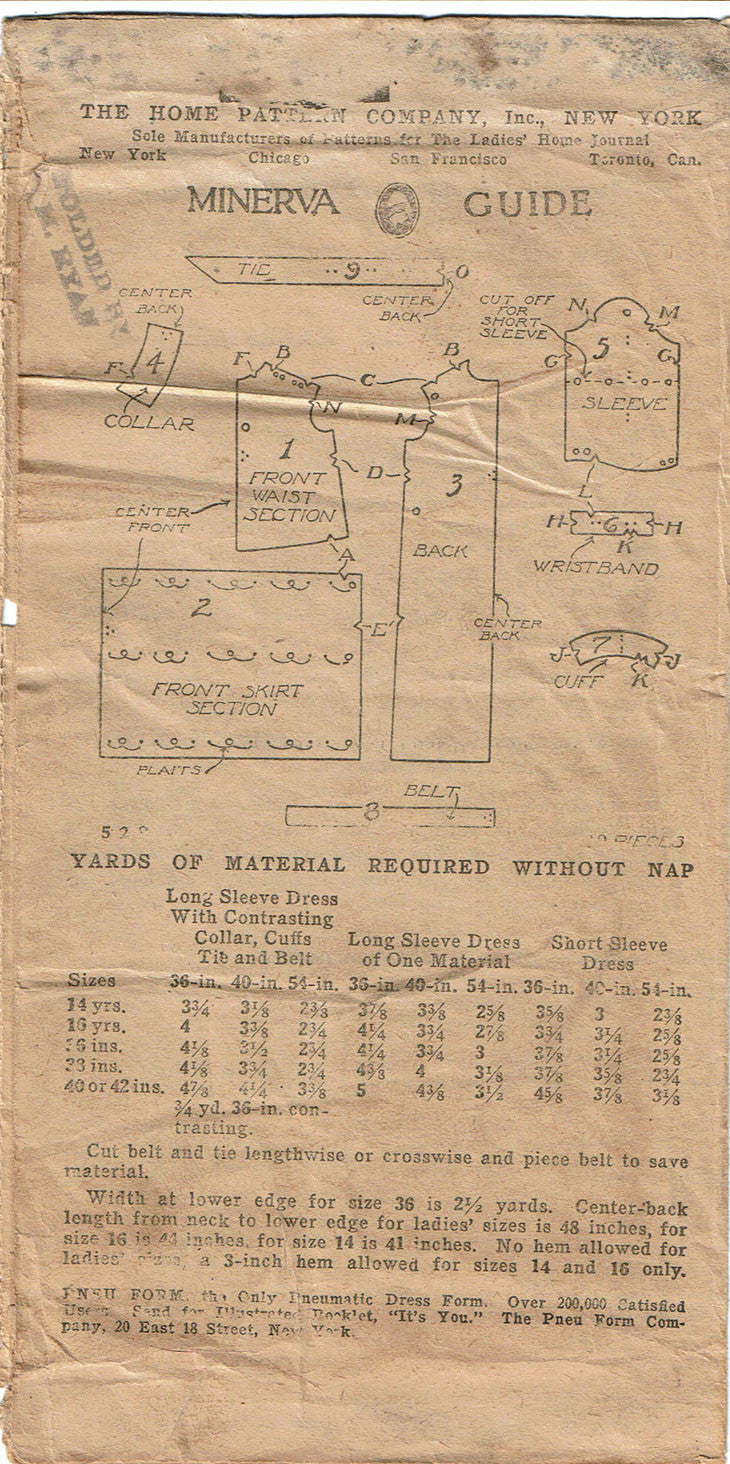 THE HOME PATTERN COMPANY, Inc., NEW YORK
Sole Manufacturers of Patterns for The Ladies' Home Journal
New York Chicago San Francisco Toronto, Can.
MINERVA GUIDE
FOLDED BY
M. RYAN
TIE 9 O
CENTER BACK
CENTER BACK
F 4
COLLAR
CUT OFF FOR SHORT SLEEVE
N M
G 5 G
SLEEVE
L
F B C B
N M
1
FRONT WAIST SECTION
D
3
BACK
CENTER FRONT
A
H 6 H
K
WRISTBAND
2
E
CENTER BACK
FRONT SKIRT SECTION
J 7 J
CUFF K
PLAITS
BELT
8
52
PIECES
YARDS OF MATERIAL REQUIRED WITHOUT NAP
Long Sleeve Dress
With Contrasting
Collar, Cuffs Long Sleeve Dress Short Sleeve
Tie and Belt of One Material Dress
Sizes 36-in. 40-in. 54-in. 36-in. 40-in. 54-in. 36-in. 40-in. 54-in.
14 yrs. 3¾ 3⅛ 2⅜ 3⅞ 3⅜ 2⅝ 3⅝ 3 2⅜
16 yrs. 4 3⅜ 2¾ 4¼ 3¾ 2⅞ 3¾ 3¼ 2⅝
36 ins. 4⅛ 3½ 2¾ 4¼ 3¾ 3 3⅞ 3¼ 2⅝
38 ins. 4⅛ 3¾ 2¾ 4⅜ 4 3⅛ 3⅞ 3⅝ 2¾
40 or 42 ins. 4⅞ 4¼ 3⅜ 5 4⅜ 3½ 4⅝ 3⅞ 3⅛
¾ yd. 36-in. con-
trasting.
Cut belt and tie lengthwise or crosswise and piece belt to save
material.
Width at lower edge for size 36 is 2½ yards. Center-back
length from neck to lower edge for ladies' sizes is 48 inches, for
size 16 is 44 inches, for size 14 is 41 inches. No hem allowed for
ladies' sizes, a 3-inch hem allowed for sizes 14 and 16 only.
PNEU FORM, the Only Pneumatic Dress Form. Over 200,000 Satisfied
Users. Send for Illustrated Booklet, "It's You." The Pneu Form Com-
pany, 20 East 18 Street, New York.